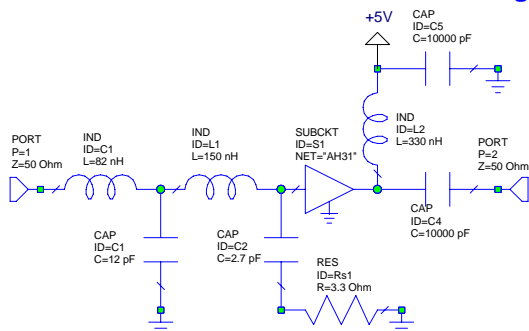 +5V
CAP
ID=C5
C=10000 pF
IND
ID=L2
L=330 nH
PORT
P=1
Z=50 Ohm
IND
ID=C1
L=82 nH
IND
ID=L1
L=150 nH
SUBCKT
ID=S1
NET="AH31"
PORT
P=2
Z=50 Ohm
CAP
ID=C4
C=10000 pF
CAP
ID=C1
C=12 pF
CAP
ID=C2
C=2.7 pF
RES
ID=Rs1
R=3.3 Ohm